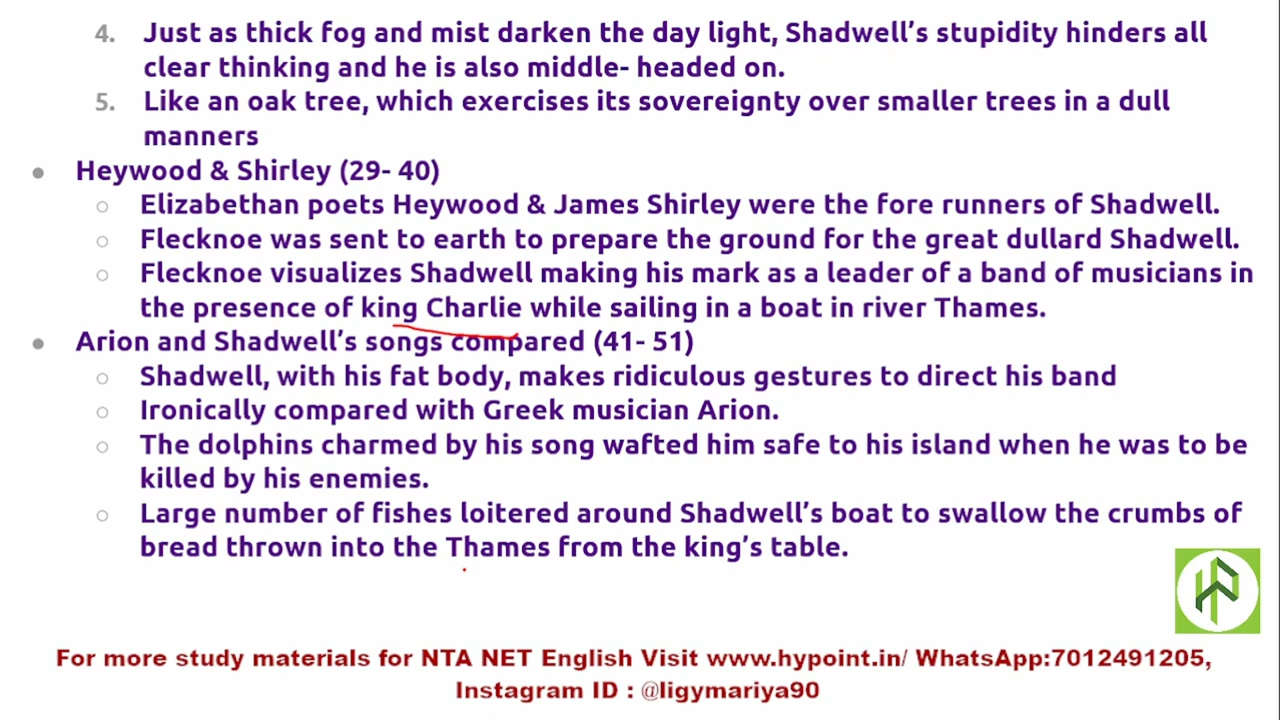 4. Just as thick fog and mist darken the day light, Shadwell’s stupidity hinders all
clear thinking and he is also middle- headed on.
5. Like an oak tree, which exercises its sovereignty over smaller trees in a dull
manners
● Heywood & Shirley (29- 40)
○ Elizabethan poets Heywood & James Shirley were the fore runners of Shadwell.
○ Flecknoe was sent to earth to prepare the ground for the great dullard Shadwell.
○ Flecknoe visualizes Shadwell making his mark as a leader of a band of musicians in
the presence of king Charlie while sailing in a boat in river Thames.
● Arion and Shadwell’s songs compared (41- 51)
○ Shadwell, with his fat body, makes ridiculous gestures to direct his band
○ Ironically compared with Greek musician Arion.
○ The dolphins charmed by his song wafted him safe to his island when he was to be
killed by his enemies.
○ Large number of fishes loitered around Shadwell’s boat to swallow the crumbs of
bread thrown into the Thames from the king’s table.
For more study materials for NTA NET English Visit www.hypoint.in/ WhatsApp:7012491205,
Instagram ID : @ligymariya90